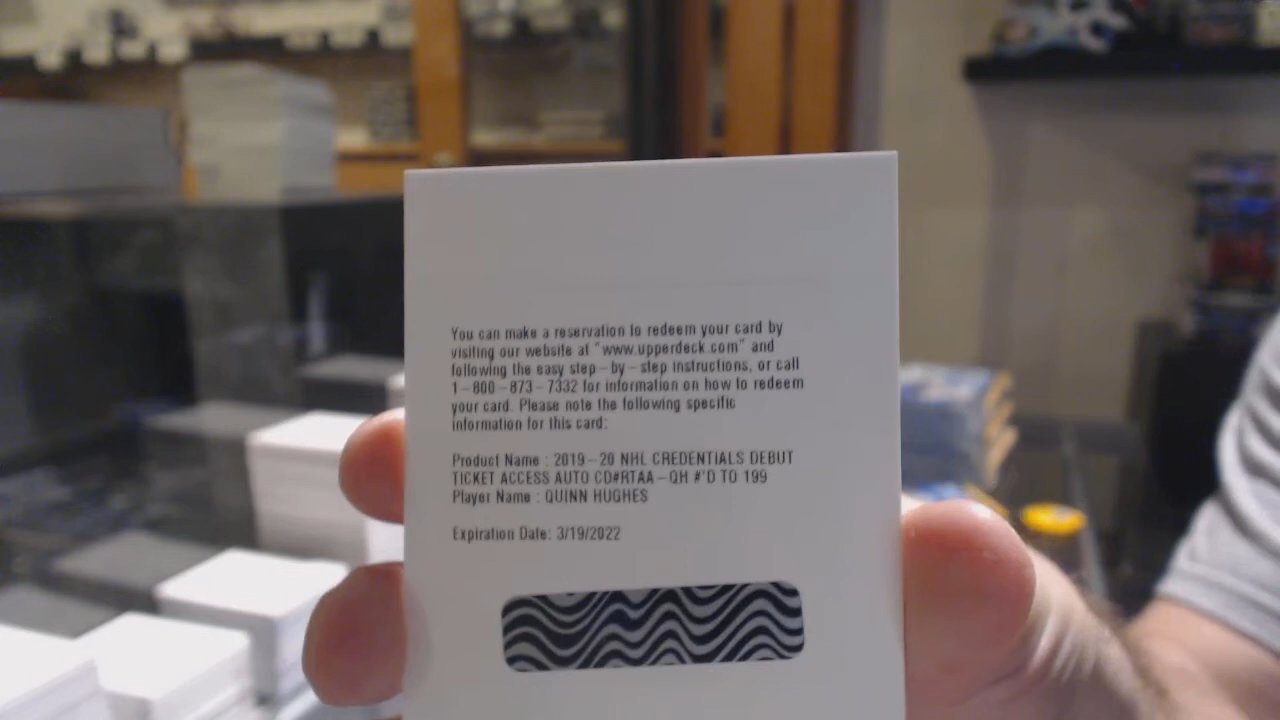 You can make a reservation to redeem your card by
visiting our website at "www.upperdeck.com" and
following the easy step-by-step instructions, or call
1-800-873-7332 for information on how to redeem
your card. Please note the following specific
information for this card:
Product Name : 2019-20 NHL CREDENTIALS DEBUT
TICKET ACCESS AUTO CD#RTAA-QH #'D TO 199
Player Name : QUINN HUGHES
Expiration Date: 3/19/2022